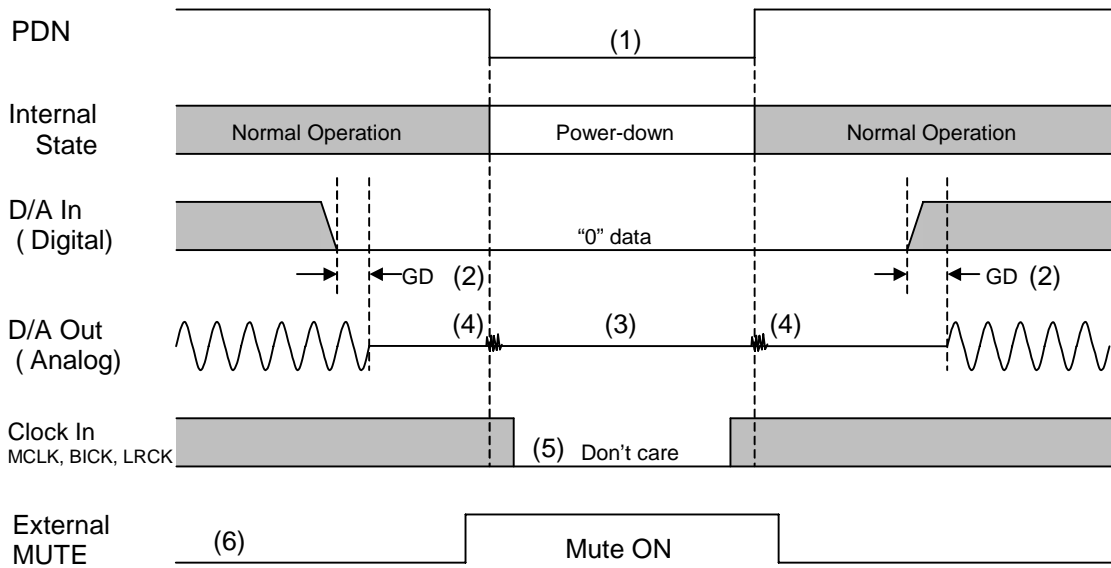 PDN
(1)
Internal
State
Normal Operation
Power-down
Normal Operation
D/A In
( Digital)
“0” data
GD (2)
GD (2)
D/A Out
( Analog)
(4)
(3)
(4)
Clock In
MCLK, BICK, LRCK
(5) Don’t care
External
MUTE
(6)
Mute ON